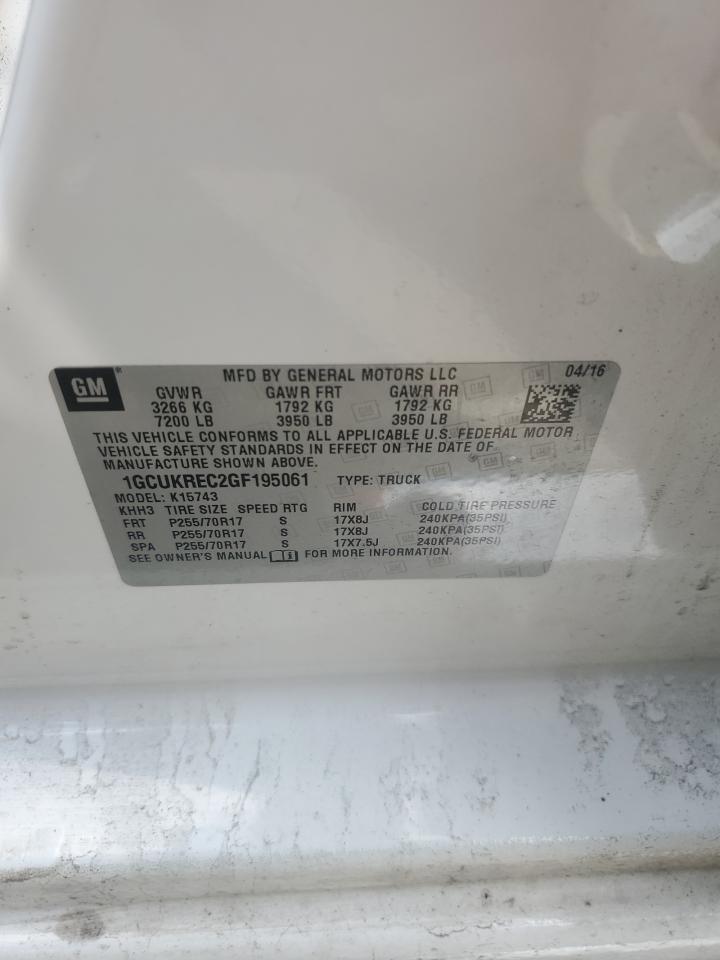 GM
MFD BY GENERAL MOTORS LLC 04/16
GVWR GAWR FRT GAWR RR
3266 KG 1792 KG 1792 KG
7200 LB 3950 LB 3950 LB
THIS VEHICLE CONFORMS TO ALL APPLICABLE U.S. FEDERAL MOTOR
VEHICLE SAFETY STANDARDS IN EFFECT ON THE DATE OF
MANUFACTURE SHOWN ABOVE.
1GCUKREC2GF195061 TYPE: TRUCK
MODEL: K15743
KHH3 TIRE SIZE SPEED RTG RIM COLD TIRE PRESSURE
FRT P255/70R17 S 17X8J 240KPA(35PSI)
RR P255/70R17 S 17X8J 240KPA(35PSI)
SPA P255/70R17 S 17X7.5J 240KPA(35PSI)
SEE OWNER'S MANUAL FOR MORE INFORMATION.